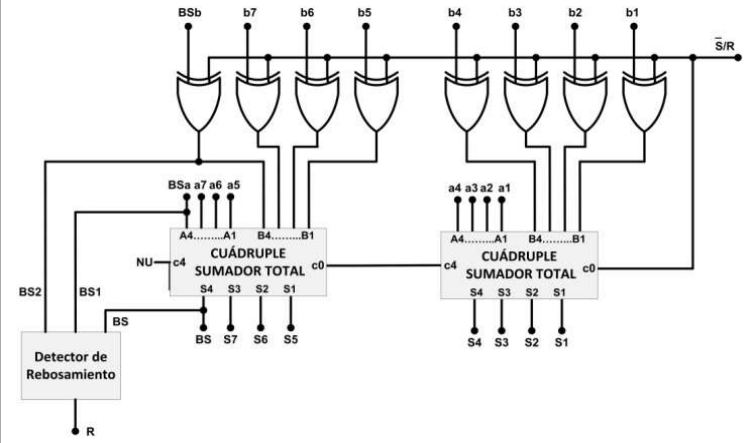 BSb b7 b6 b5 b4 b3 b2 b1
S̅/R
BSa a7 a6 a5 a4 a3 a2 a1
A4.........A1 B4.......B1 A4.........A1 B4.......B1
CUÁDRUPLE
SUMADOR TOTAL
NU c4 c0
CUÁDRUPLE
SUMADOR TOTAL
c4 c0
S4 S3 S2 S1 S4 S3 S2 S1
BS2 BS1 BS
BS S7 S6 S5 S4 S3 S2 S1
Detector de
Rebosamiento
R